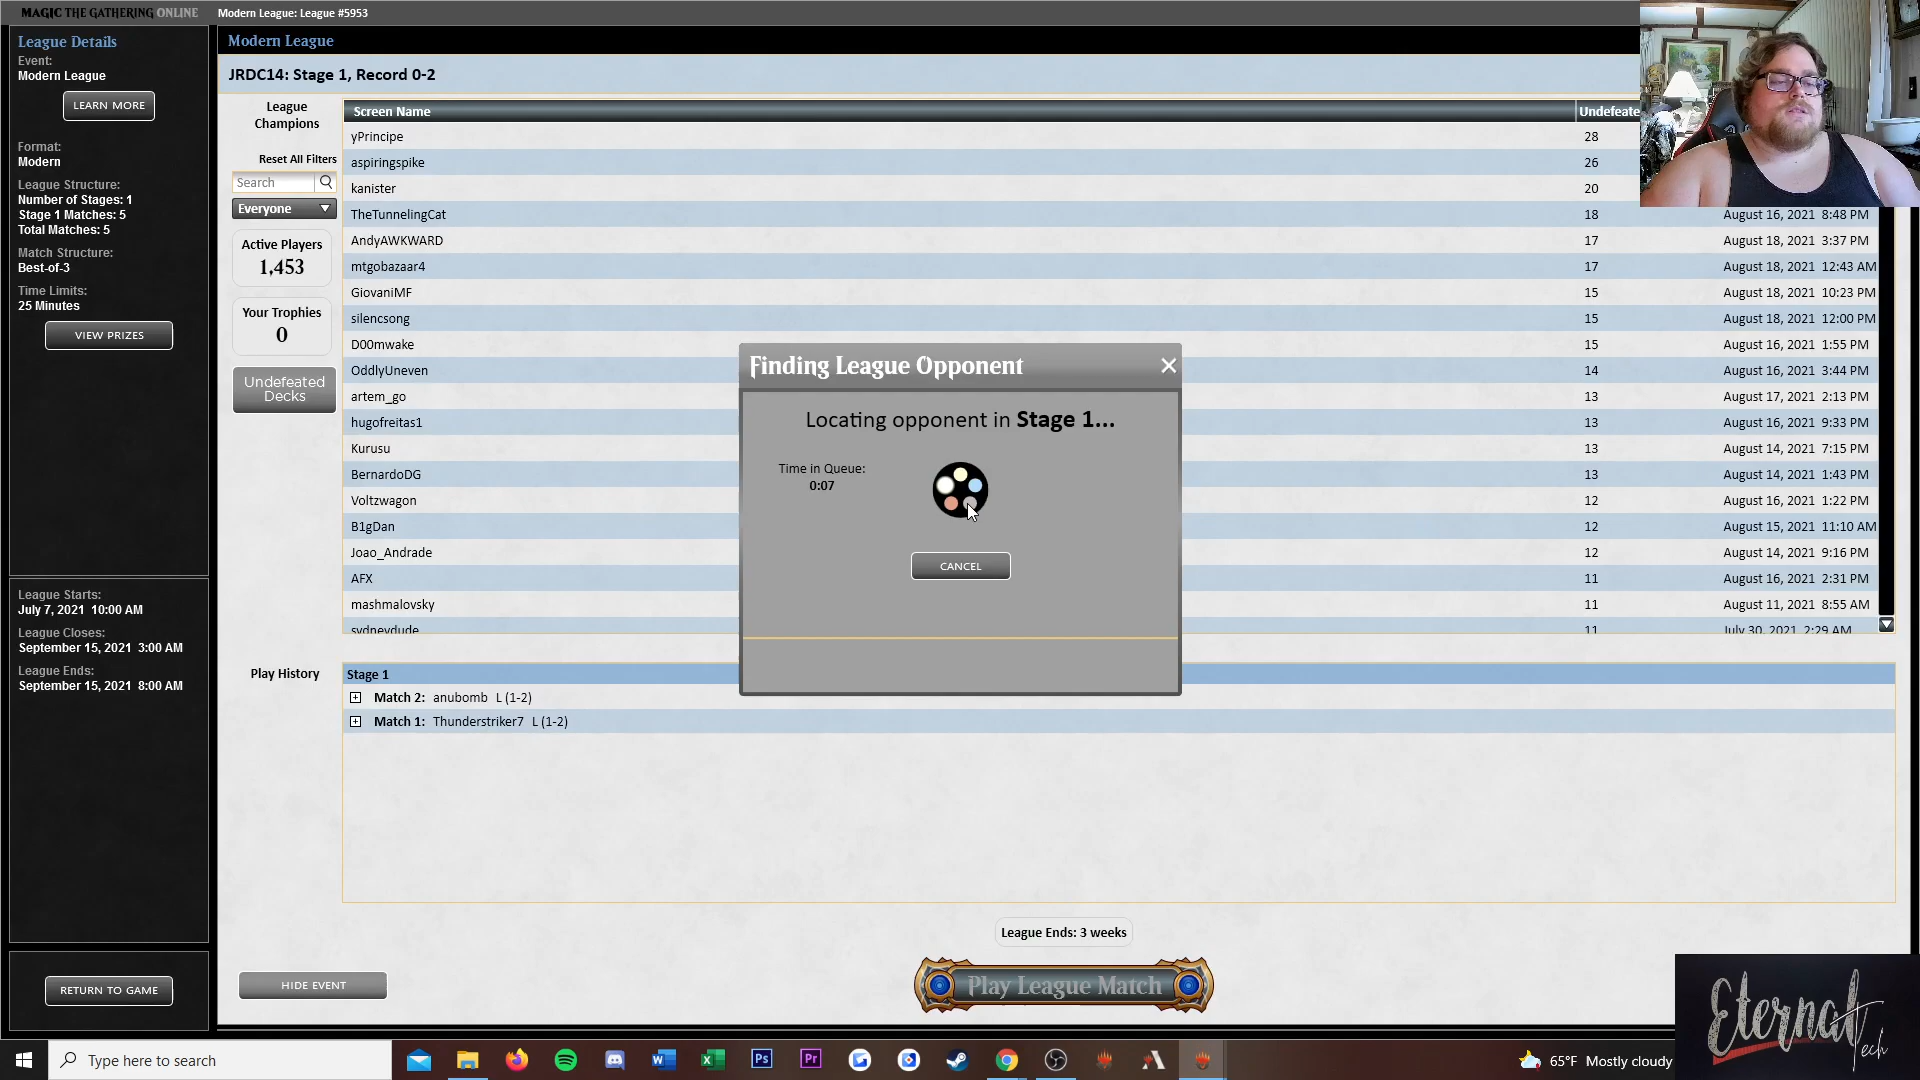 MAGIC THE GATHERING ONLINE
Modern League: League #5953
League Details
Event:
Modern League
LEARN MORE
Format:
Modern
League Structure:
Number of Stages: 1
Stage 1 Matches: 5
Total Matches: 5
Match Structure:
Best-of-3
Time Limits:
25 Minutes
VIEW PRIZES
League Starts:
July 7, 2021 10:00 AM
League Closes:
September 15, 2021 3:00 AM
League Ends:
September 15, 2021 8:00 AM
RETURN TO GAME
Modern League
JRDC14: Stage 1, Record 0-2
League
Champions
Reset All Filters
Search
Everyone
Active Players
1,453
Your Trophies
0
Undefeated
Decks
Screen Name Undefeate
yPrincipe 28
aspiringspike 26
kanister 20
TheTunnelingCat 18 August 16, 2021 8:48 PM
AndyAWKWARD 17 August 18, 2021 3:37 PM
mtgobazaar4 17 August 18, 2021 12:43 AM
GiovaniMF 15 August 18, 2021 10:23 PM
silencsong 15 August 18, 2021 12:00 PM
D00mwake 15 August 16, 2021 1:55 PM
OddlyUneven 14 August 16, 2021 3:44 PM
artem_go 13 August 17, 2021 2:13 PM
hugofreitas1 13 August 16, 2021 9:33 PM
Kurusu 13 August 14, 2021 7:15 PM
BernardoDG 13 August 14, 2021 1:43 PM
Voltzwagon 12 August 16, 2021 1:22 PM
B1gDan 12 August 15, 2021 11:10 AM
Joao_Andrade 12 August 14, 2021 9:16 PM
AFX 11 August 16, 2021 2:31 PM
mashmalovsky 11 August 11, 2021 8:55 AM
sydneydude 11 July 30, 2021 2:29 AM
Finding League Opponent
Locating opponent in Stage 1...
Time in Queue:
0:07
CANCEL
Play History
Stage 1
Match 2: anubomb L (1-2)
Match 1: Thunderstriker7 L (1-2)
League Ends: 3 weeks
HIDE EVENT
Play League Match
Eternal
Tech
Type here to search
65°F Mostly cloudy